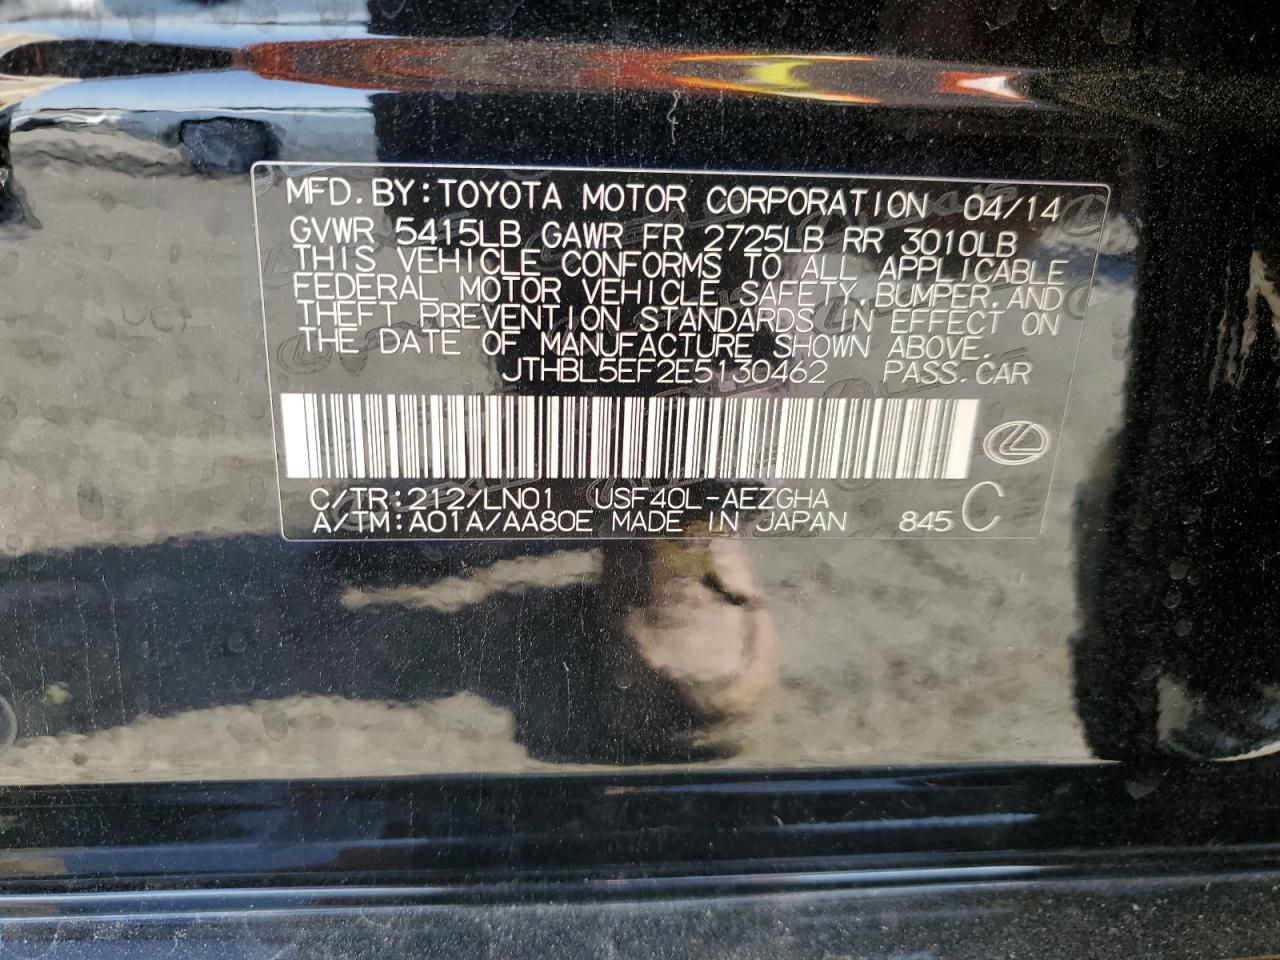 MFD.BY:TOYOTA MOTOR CORPORATION 04/14
GVWR 5415LB GAWR FR 2725LB RR 3010LB
THIS VEHICLE CONFORMS TO ALL APPLICABLE
FEDERAL MOTOR VEHICLE SAFETY,BUMPER,AND
THEFT PREVENTION STANDARDS IN EFFECT ON
THE DATE OF MANUFACTURE SHOWN ABOVE.
JTHBL5EF2E5130462 PASS.CAR
C/TR:212/LN01 USF40L-AEZGHA
A/TM:A01A/AA80E MADE IN JAPAN 845 C